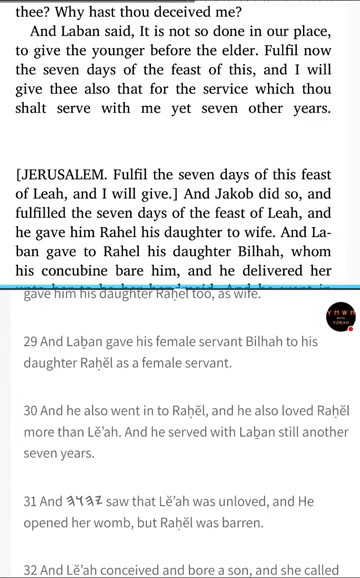 thee? Why hast thou deceived me?
And Laban said, It is not so done in our place,
to give the younger before the elder. Fulfil now
the seven days of the feast of this, and I will
give thee also that for the service which thou
shalt serve with me yet seven other years.
[JERUSALEM. Fulfil the seven days of this feast
of Leah, and I will give.] And Jakob did so, and
fulfilled the seven days of the feast of Leah, and
he gave him Rahel his daughter to wife. And La-
ban gave to Rahel his daughter Bilhah, whom
his concubine bare him, and he delivered her
gave him his daughter Raḥĕl too, as wife.
29 And Laḇan gave his female servant Bilhah to his
daughter Raḥĕl as a female servant.
30 And he also went in to Raḥĕl, and he also loved Raḥĕl
more than Lĕ’ah. And he served with Laḇan still another
seven years.
31 And 𐤉𐤄𐤅𐤄 saw that Lĕ’ah was unloved, and He
opened her womb, but Raḥĕl was barren.
32 And Lĕ’ah conceived and bore a son, and she called